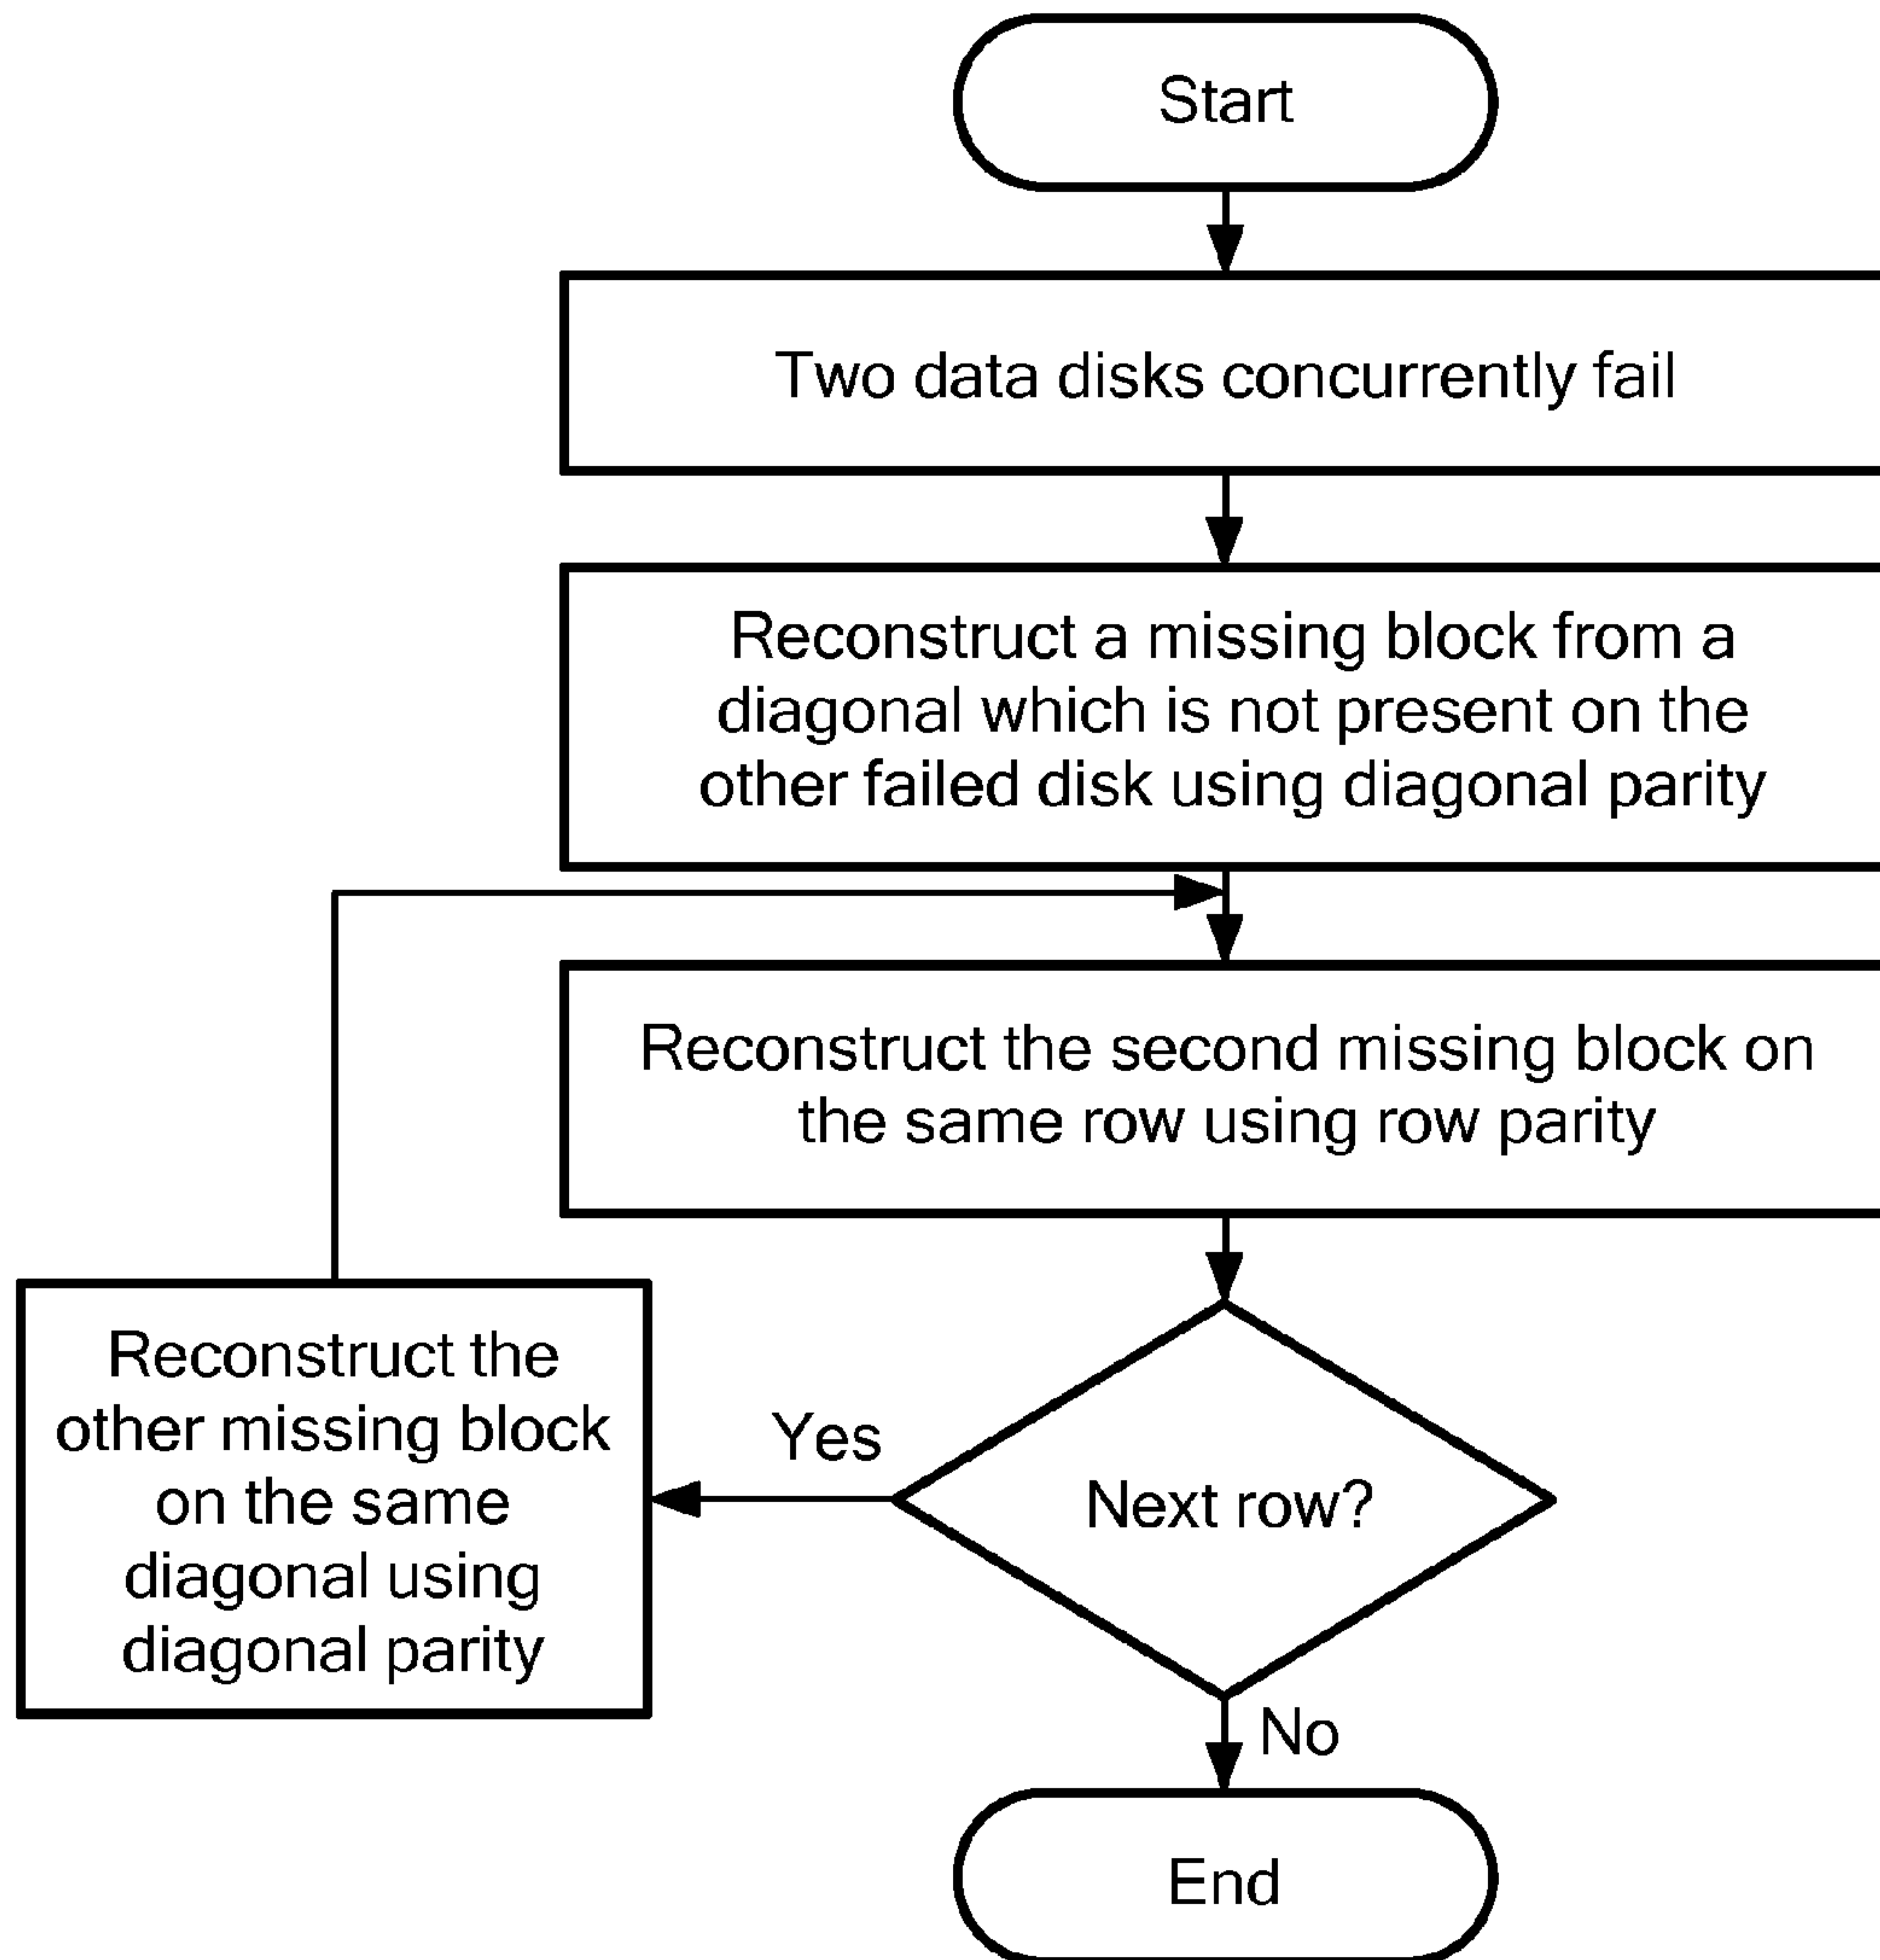 Start
Two data disks concurrently fail
Reconstruct a missing block from a
diagonal which is not present on the
other failed disk using diagonal parity
Reconstruct the second missing block on
the same row using row parity
Reconstruct the
other missing block
on the same
diagonal using
diagonal parity
Yes
Next row?
No
End